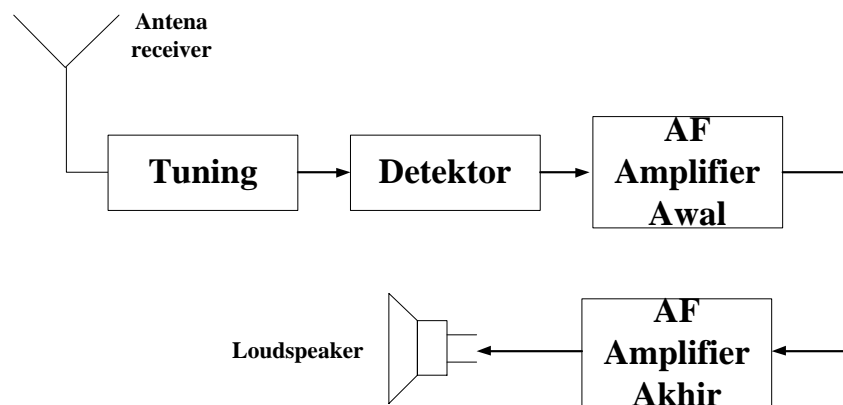 Antena
receiver
Tuning
Detektor
AF
Amplifier
Awal
Loudspeaker
AF
Amplifier
Akhir